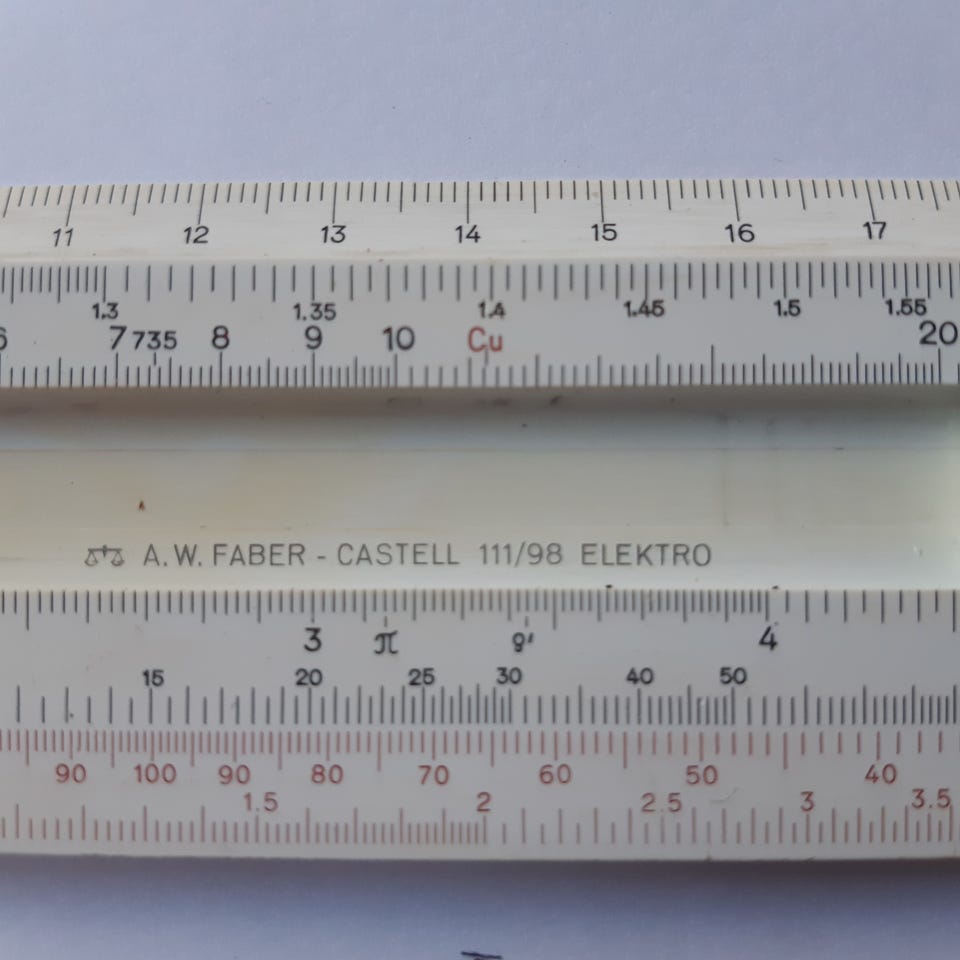 11 12 13 14 15 16 17
1.3 1.35 1.4 1.45 1.5 1.55
6 7 735 8 9 10 Cu 20
A.W. FABER - CASTELL 111/98 ELEKTRO
3 π ϱ' 4
15 20 25 30 40 50
90 100 90 80 70 60 50 40
1.5 2 2.5 3 3.5